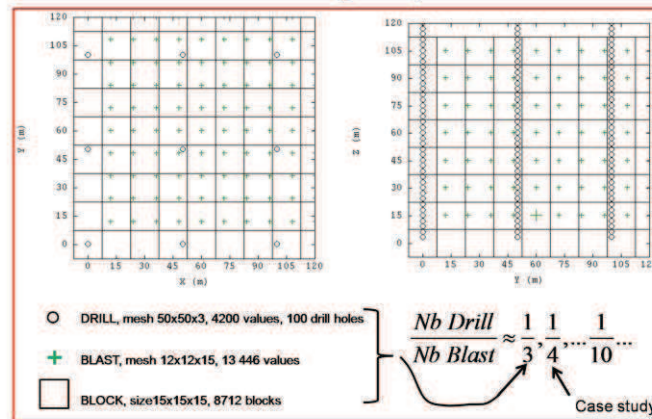 120
105
90
75
60
45
30
15
0
Y (m)
0 15 30 45 60 75 90 105 120
X (m)
120
105
90
75
60
45
30
15
0
Z (m)
0 15 30 45 60 75 90 105 120
Y (m)
DRILL, mesh 50x50x3, 4200 values, 100 drill holes
BLAST, mesh 12x12x15, 13 446 values
BLOCK, size15x15x15, 8712 blocks
Nb Drill / Nb Blast ≈ 1/3, 1/4, ... 1/10 ...
Case study